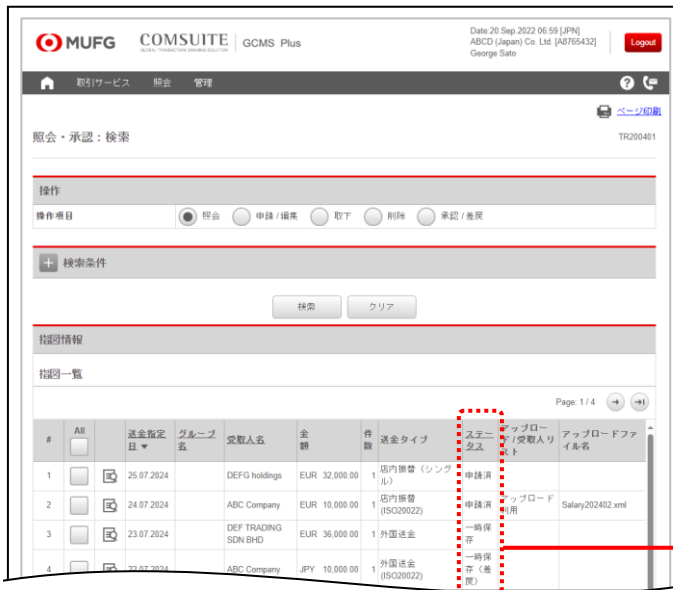 MUFG COMSUITE GCMS Plus
GLOBAL TRANSACTION BANKING SOLUTION
Date:20 Sep.2022 06:59 [JPN]
ABCD (Japan) Co. Ltd. [A8765432]
George Sato
Logout
取引サービス 照会 管理
ページ印刷
照会・承認：検索 TR200401
操作
操作項目 照会 申請/編集 取下 削除 承認/差戻
検索条件
検索 クリア
指図情報
指図一覧
Page: 1 / 4
# All 送金指定日▼ グループ名 受取人名 金額 件数 送金タイプ ステータス アップロード/受取人リスト アップロードファイル名
1 25.07.2024 DEFG holdings EUR 32,000.00 1 店内振替（シングル） 申請済
2 24.07.2024 ABC Company EUR 10,000.00 1 店内振替 (ISO20022) 申請済 アップロード利用 Salary202402.xml
3 23.07.2024 DEF TRADING SDN BHD EUR 36,000.00 1 外国送金 一時保存
4 22.07.2024 ABC Company JPY 10,000.00 1 外国送金 (ISO20022) 一時保存（差戻）